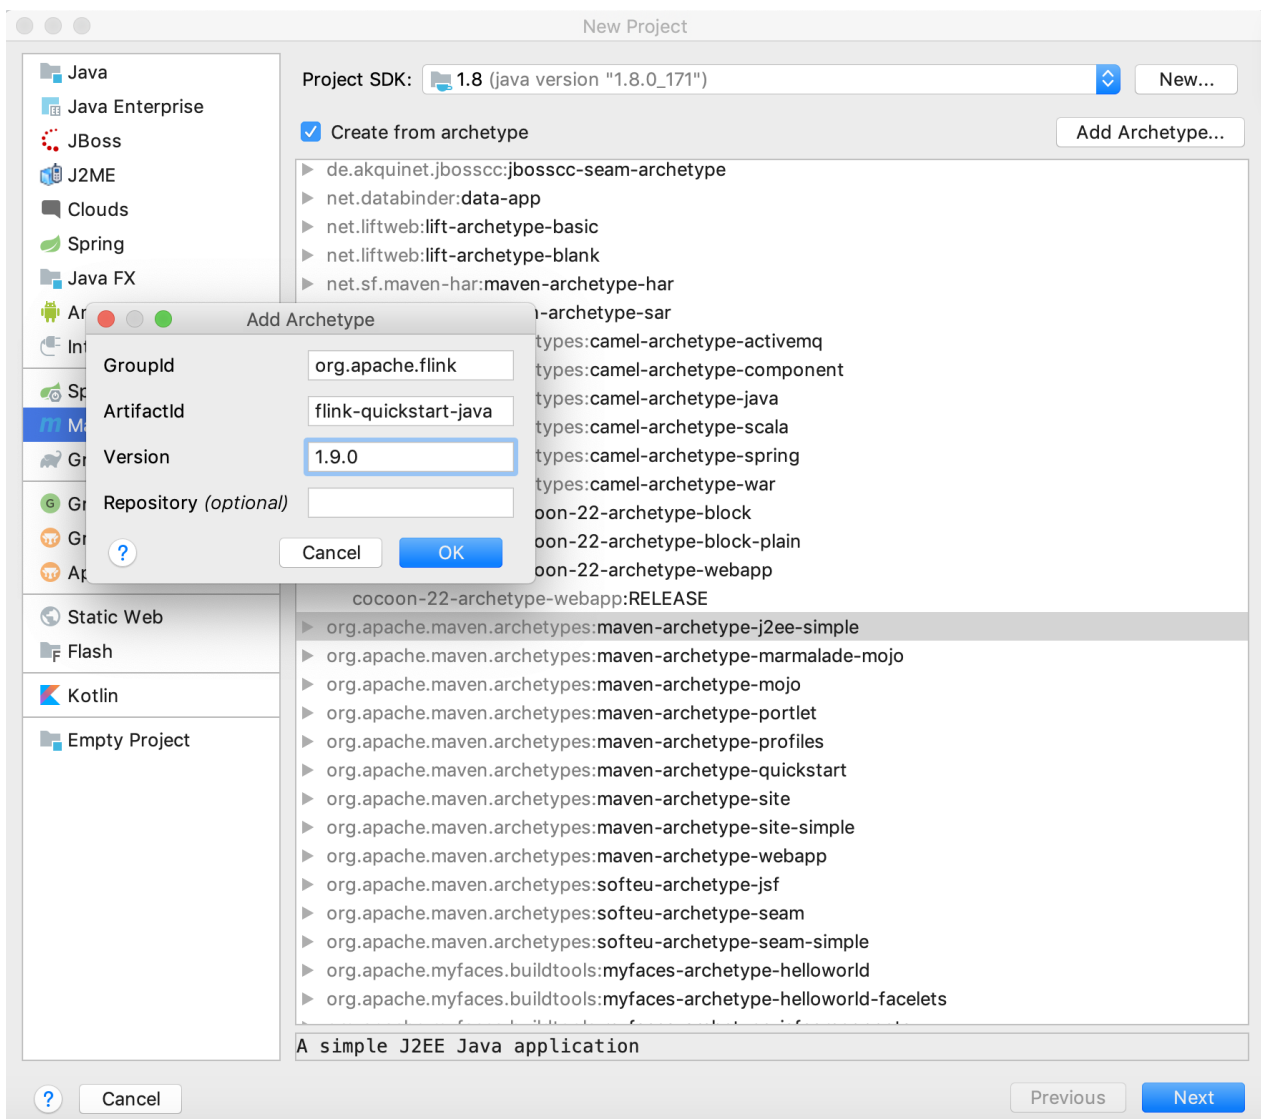 New Project
Java
Java Enterprise
JBoss
J2ME
Clouds
Spring
Java FX
Static Web
Flash
Kotlin
Empty Project
Project SDK: 1.8 (java version "1.8.0_171") New...
Create from archetype Add Archetype...
de.akquinet.jbosscc:jbosscc-seam-archetype
net.databinder:data-app
net.liftweb:lift-archetype-basic
net.liftweb:lift-archetype-blank
net.sf.maven-har:maven-archetype-har
-archetype-sar
types:camel-archetype-activemq
types:camel-archetype-component
types:camel-archetype-java
types:camel-archetype-scala
types:camel-archetype-spring
types:camel-archetype-war
oon-22-archetype-block
oon-22-archetype-block-plain
oon-22-archetype-webapp
cocoon-22-archetype-webapp:RELEASE
org.apache.maven.archetypes:maven-archetype-j2ee-simple
org.apache.maven.archetypes:maven-archetype-marmalade-mojo
org.apache.maven.archetypes:maven-archetype-mojo
org.apache.maven.archetypes:maven-archetype-portlet
org.apache.maven.archetypes:maven-archetype-profiles
org.apache.maven.archetypes:maven-archetype-quickstart
org.apache.maven.archetypes:maven-archetype-site
org.apache.maven.archetypes:maven-archetype-site-simple
org.apache.maven.archetypes:maven-archetype-webapp
org.apache.maven.archetypes:softeu-archetype-jsf
org.apache.maven.archetypes:softeu-archetype-seam
org.apache.maven.archetypes:softeu-archetype-seam-simple
org.apache.myfaces.buildtools:myfaces-archetype-helloworld
org.apache.myfaces.buildtools:myfaces-archetype-helloworld-facelets
A simple J2EE Java application
Add Archetype
GroupId org.apache.flink
ArtifactId flink-quickstart-java
Version 1.9.0
Repository (optional)
? Cancel OK
? Cancel Previous Next